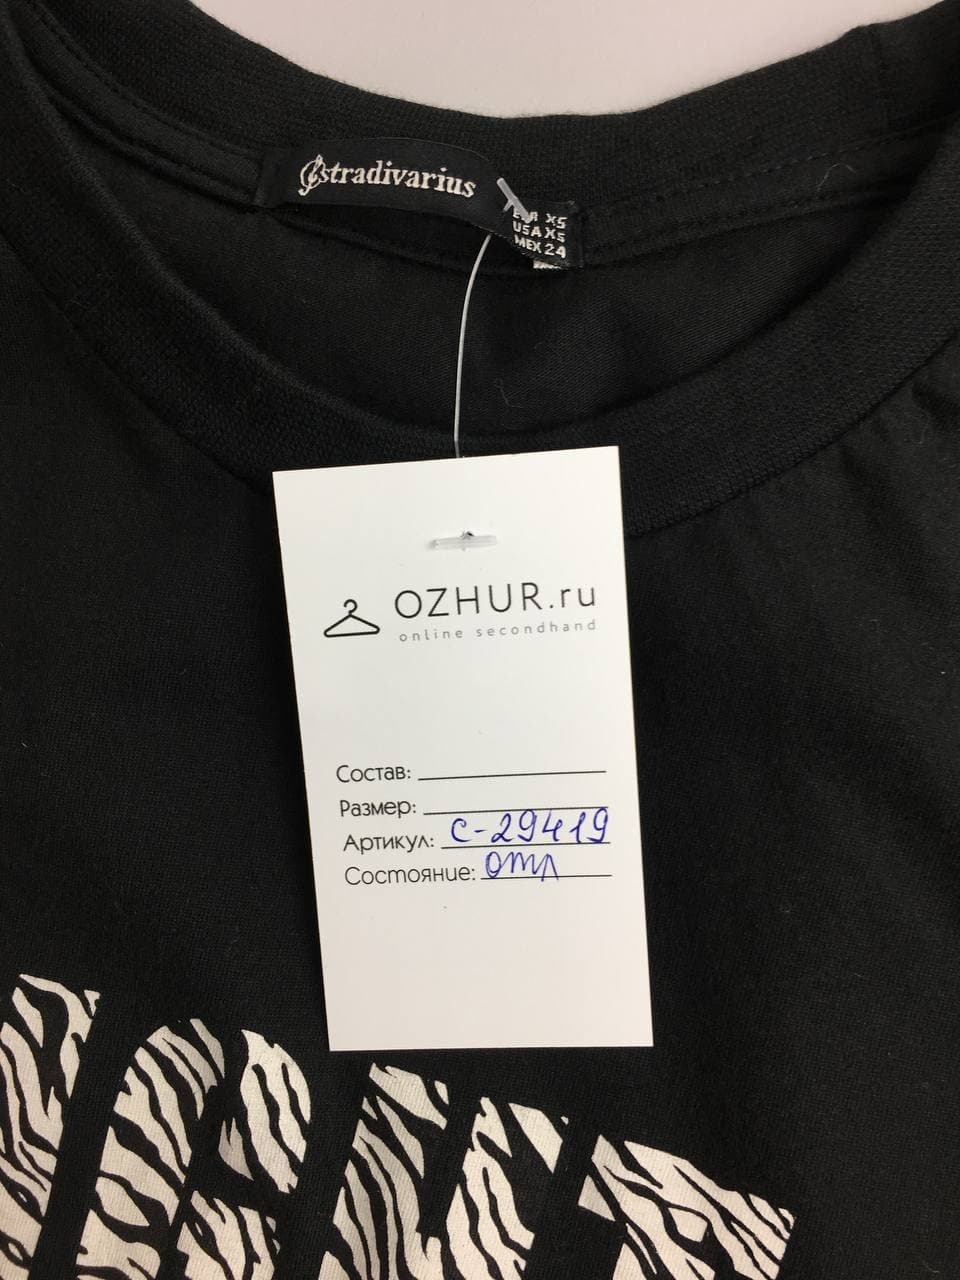 stradivarius
EUR XS
USA XS
MEX 24
OZHUR.ru
online secondhand
Состав:
Размер:
Артикул: С-29419
Состояние: отл